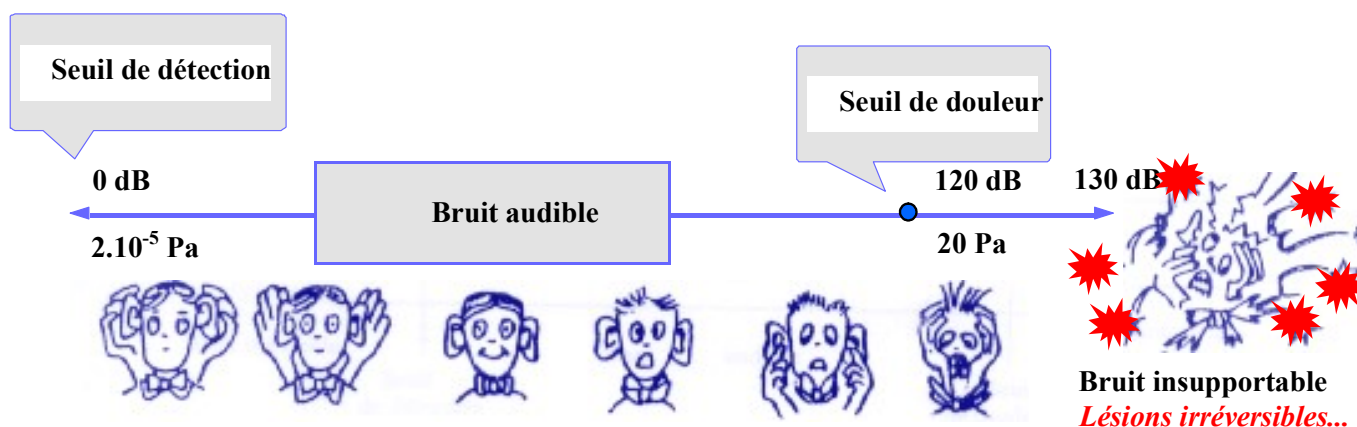 Seuil de détection
Seuil de douleur
0 dB
120 dB
130 dB
Bruit audible
2.10⁻⁵ Pa
20 Pa
Bruit insupportable
Lésions irréversibles...